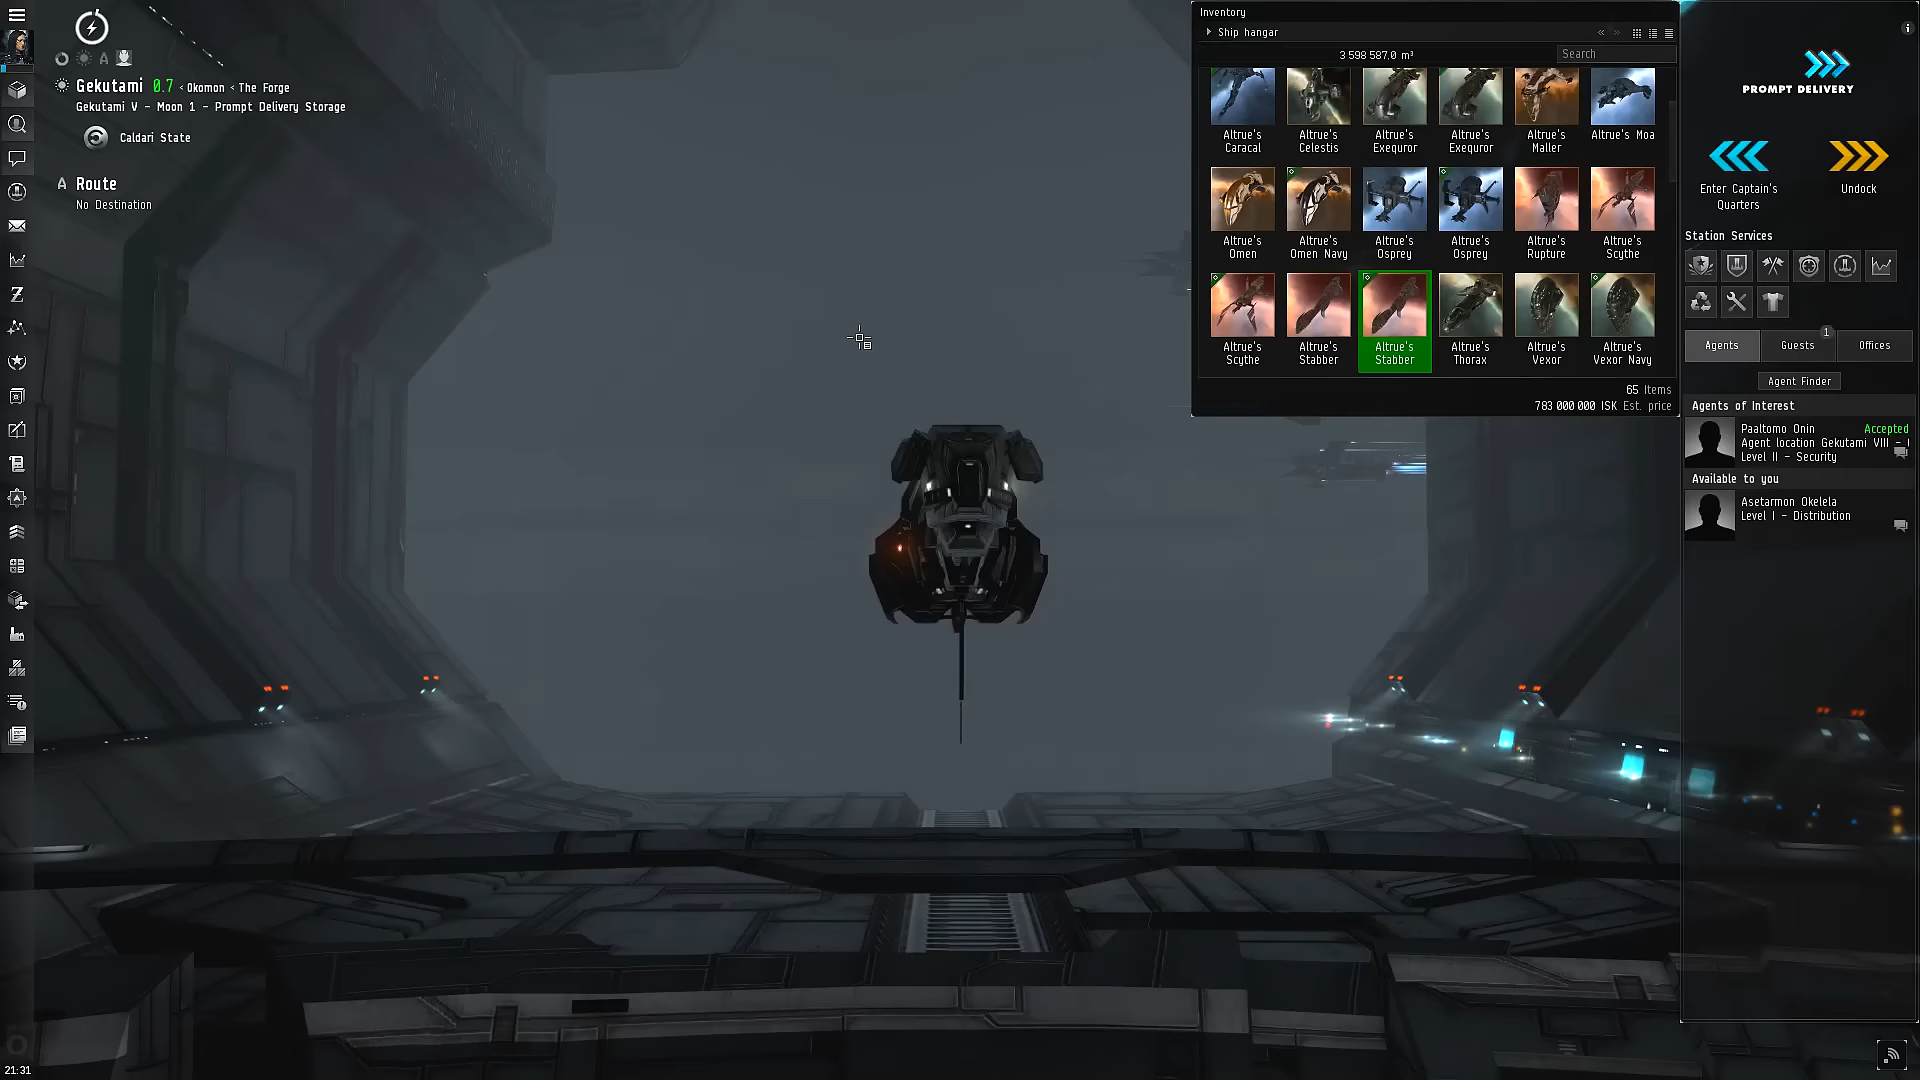 Gekutami 0.7 < Okomon < The Forge
Gekutami V - Moon 1 - Prompt Delivery Storage
Caldari State
Route
No Destination
21:31
Inventory
Ship hangar
3 598 587,0 m³
Search
Altrue's Caracal
Altrue's Celestis
Altrue's Exequror
Altrue's Exequror
Altrue's Maller
Altrue's Moa
Altrue's Omen
Altrue's Omen Navy
Altrue's Osprey
Altrue's Osprey
Altrue's Rupture
Altrue's Scythe
Altrue's Scythe
Altrue's Stabber
Altrue's Stabber
Altrue's Thorax
Altrue's Vexor
Altrue's Vexor Navy
65 Items
783 000 000 ISK Est. price
PROMPT DELIVERY
Enter Captain's Quarters
Undock
Station Services
Agents
Guests
1
Offices
Agent Finder
Agents of Interest
Paaltomo Onin
Accepted
Agent location Gekutami VIII -
Level II - Security
Available to you
Asetarmon Okelela
Level I - Distribution